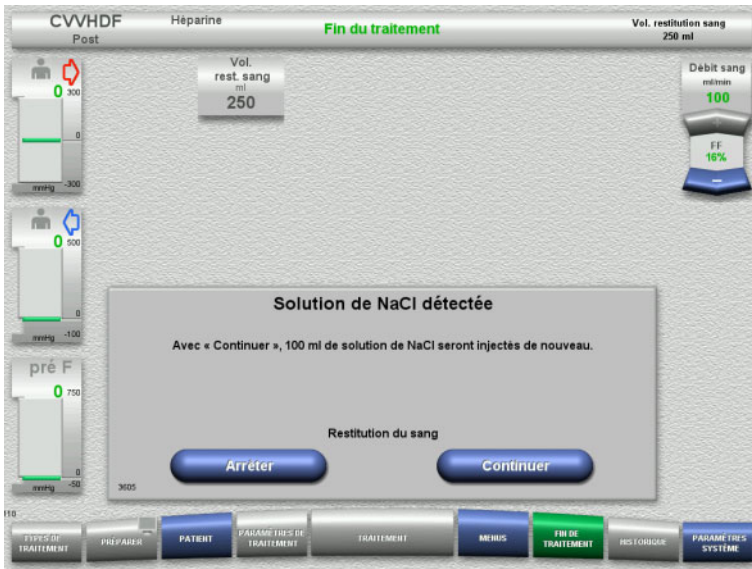 CVVHDF
Post
Héparine
Fin du traitement
Vol. restitution sang
250 ml
Vol.
rest. sang
ml
250
Débit sang
ml/min
100
+
FF
16%
–
0 300
0
mmHg -300
0 500
0
mmHg -100
pré F
0 750
0
mmHg -50
Solution de NaCl détectée
Avec « Continuer », 100 ml de solution de NaCl seront injectés de nouveau.
Restitution du sang
Arrêter
Continuer
3605
TYPES DE
TRAITEMENT
PRÉPARER
PATIENT
PARAMÈTRES DE
TRAITEMENT
TRAITEMENT
MENUS
FIN DE
TRAITEMENT
HISTORIQUE
PARAMÈTRES
SYSTÈME